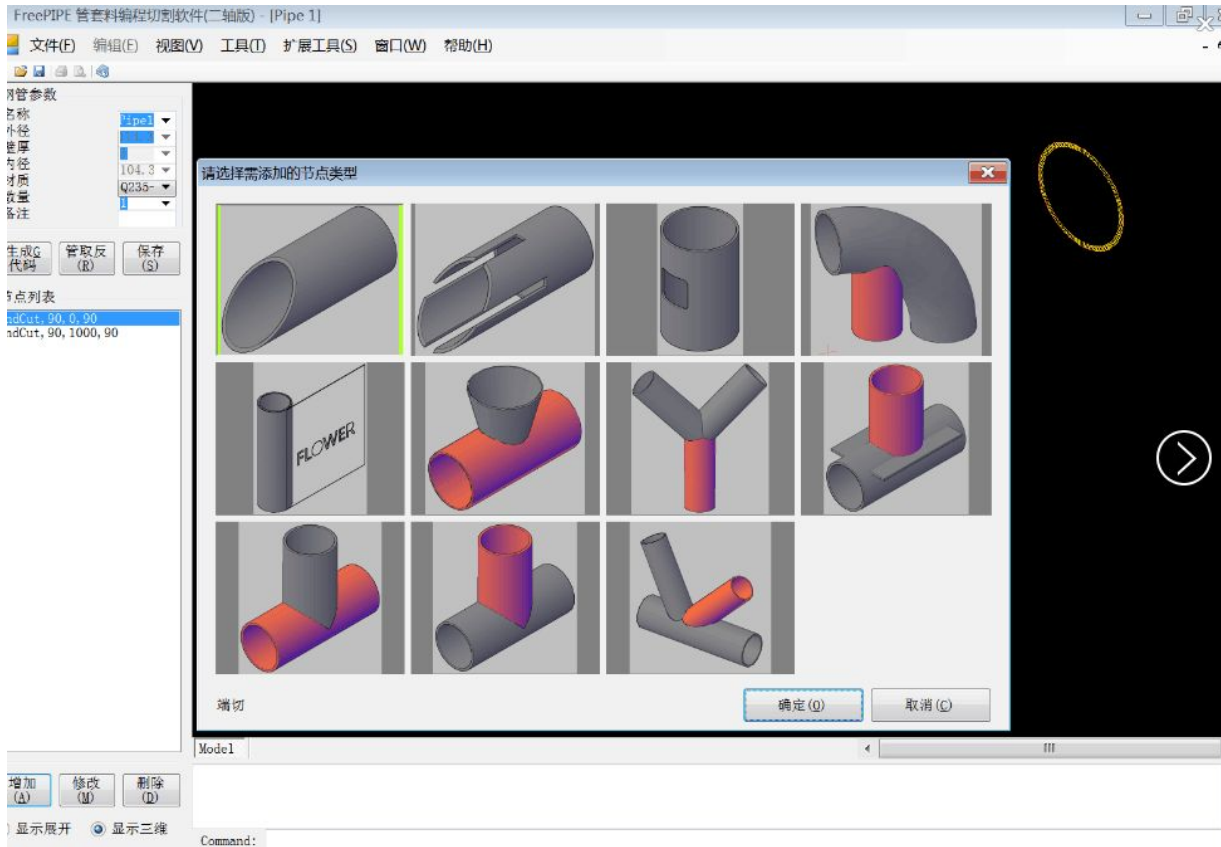 FreePIPE 管套料编程切割软件(二轴版) - [Pipe 1]
文件(F) 编辑(E) 视图(V) 工具(T) 扩展工具(S) 窗口(W) 帮助(H)
钢管参数
名称 Pipe1
外径
壁厚
内径 104.3
材质 Q235-
数量 1
备注
生成G代码 管取反(R) 保存(S)
节点列表
ndCut,90,0,90
ndCut,90,1000,90
请选择需添加的节点类型
FLOWER
端切 确定(O) 取消(C)
Model
增加(A) 修改(M) 删除(D)
显示展开 显示三维
Command: